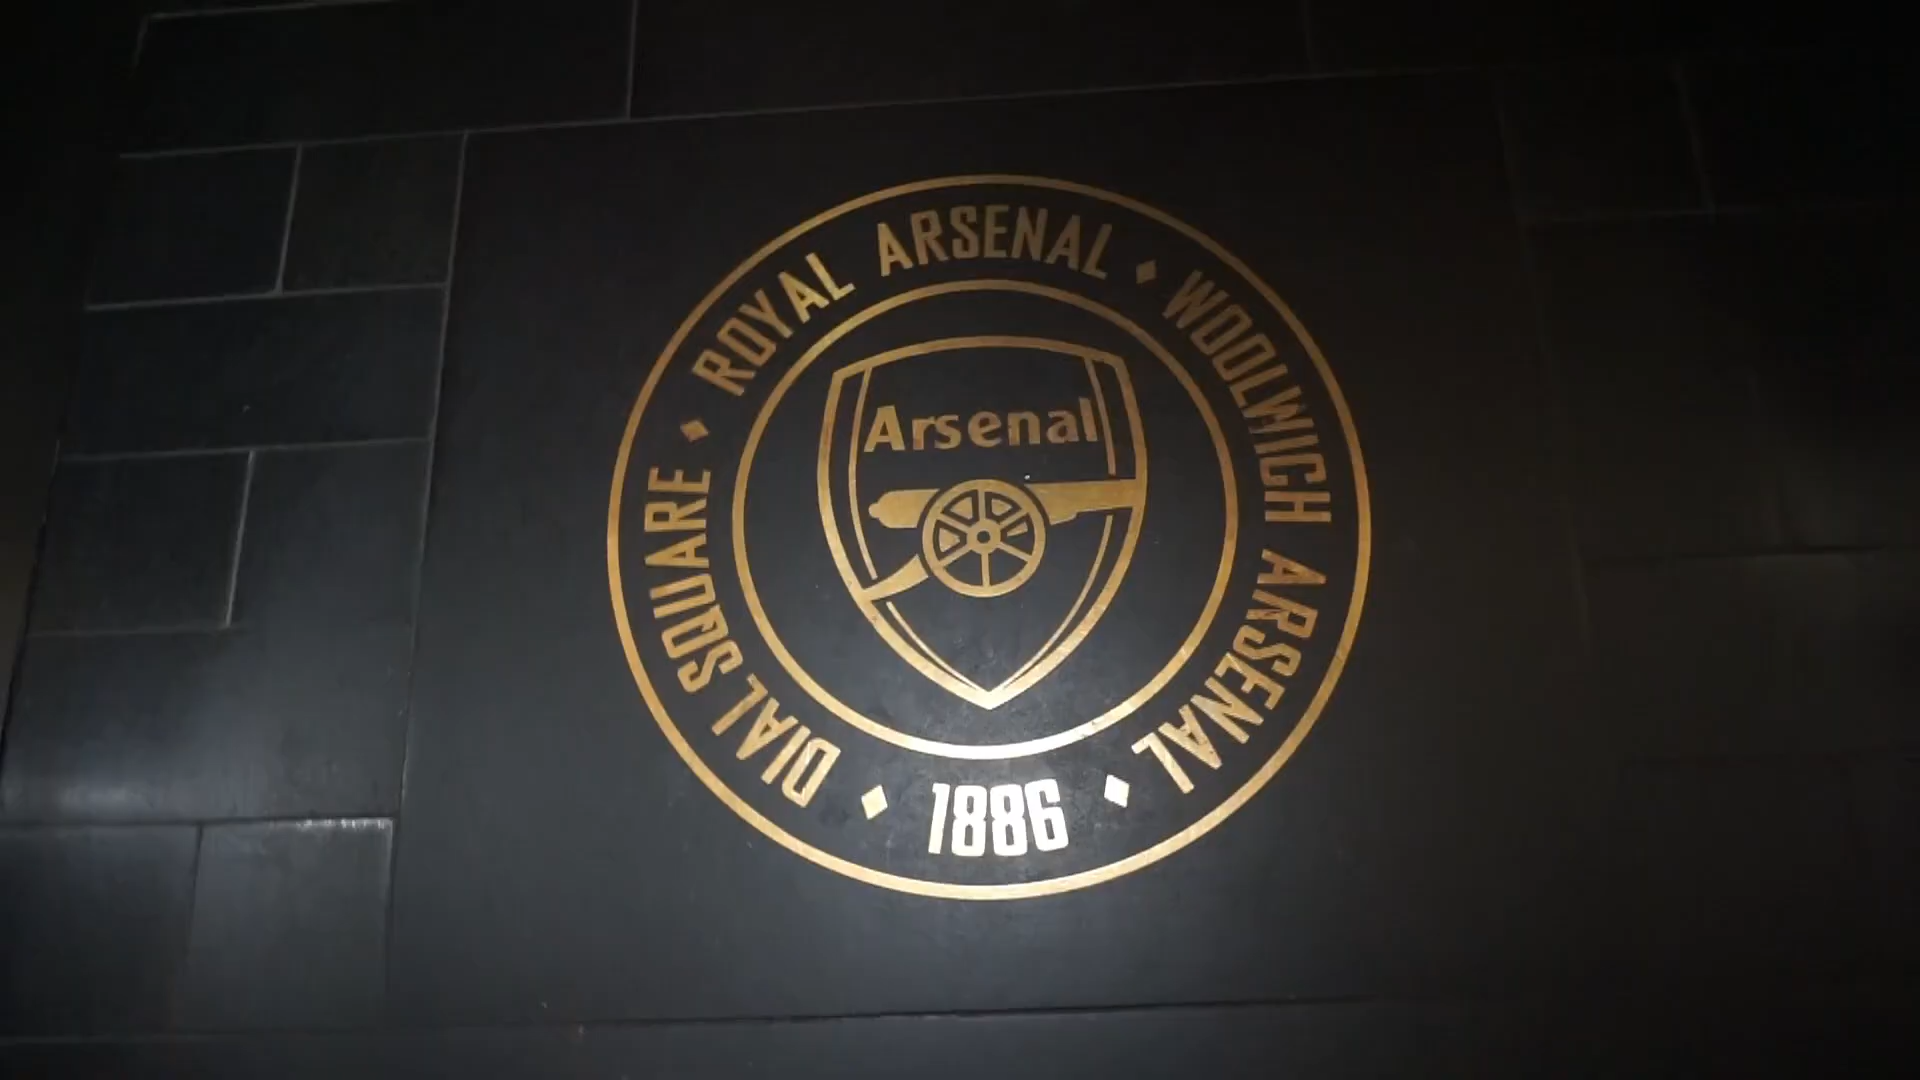 DIAL SQUARE ♦ ROYAL ARSENAL ♦ WOOLWICH ARSENAL ♦
Arsenal
1886